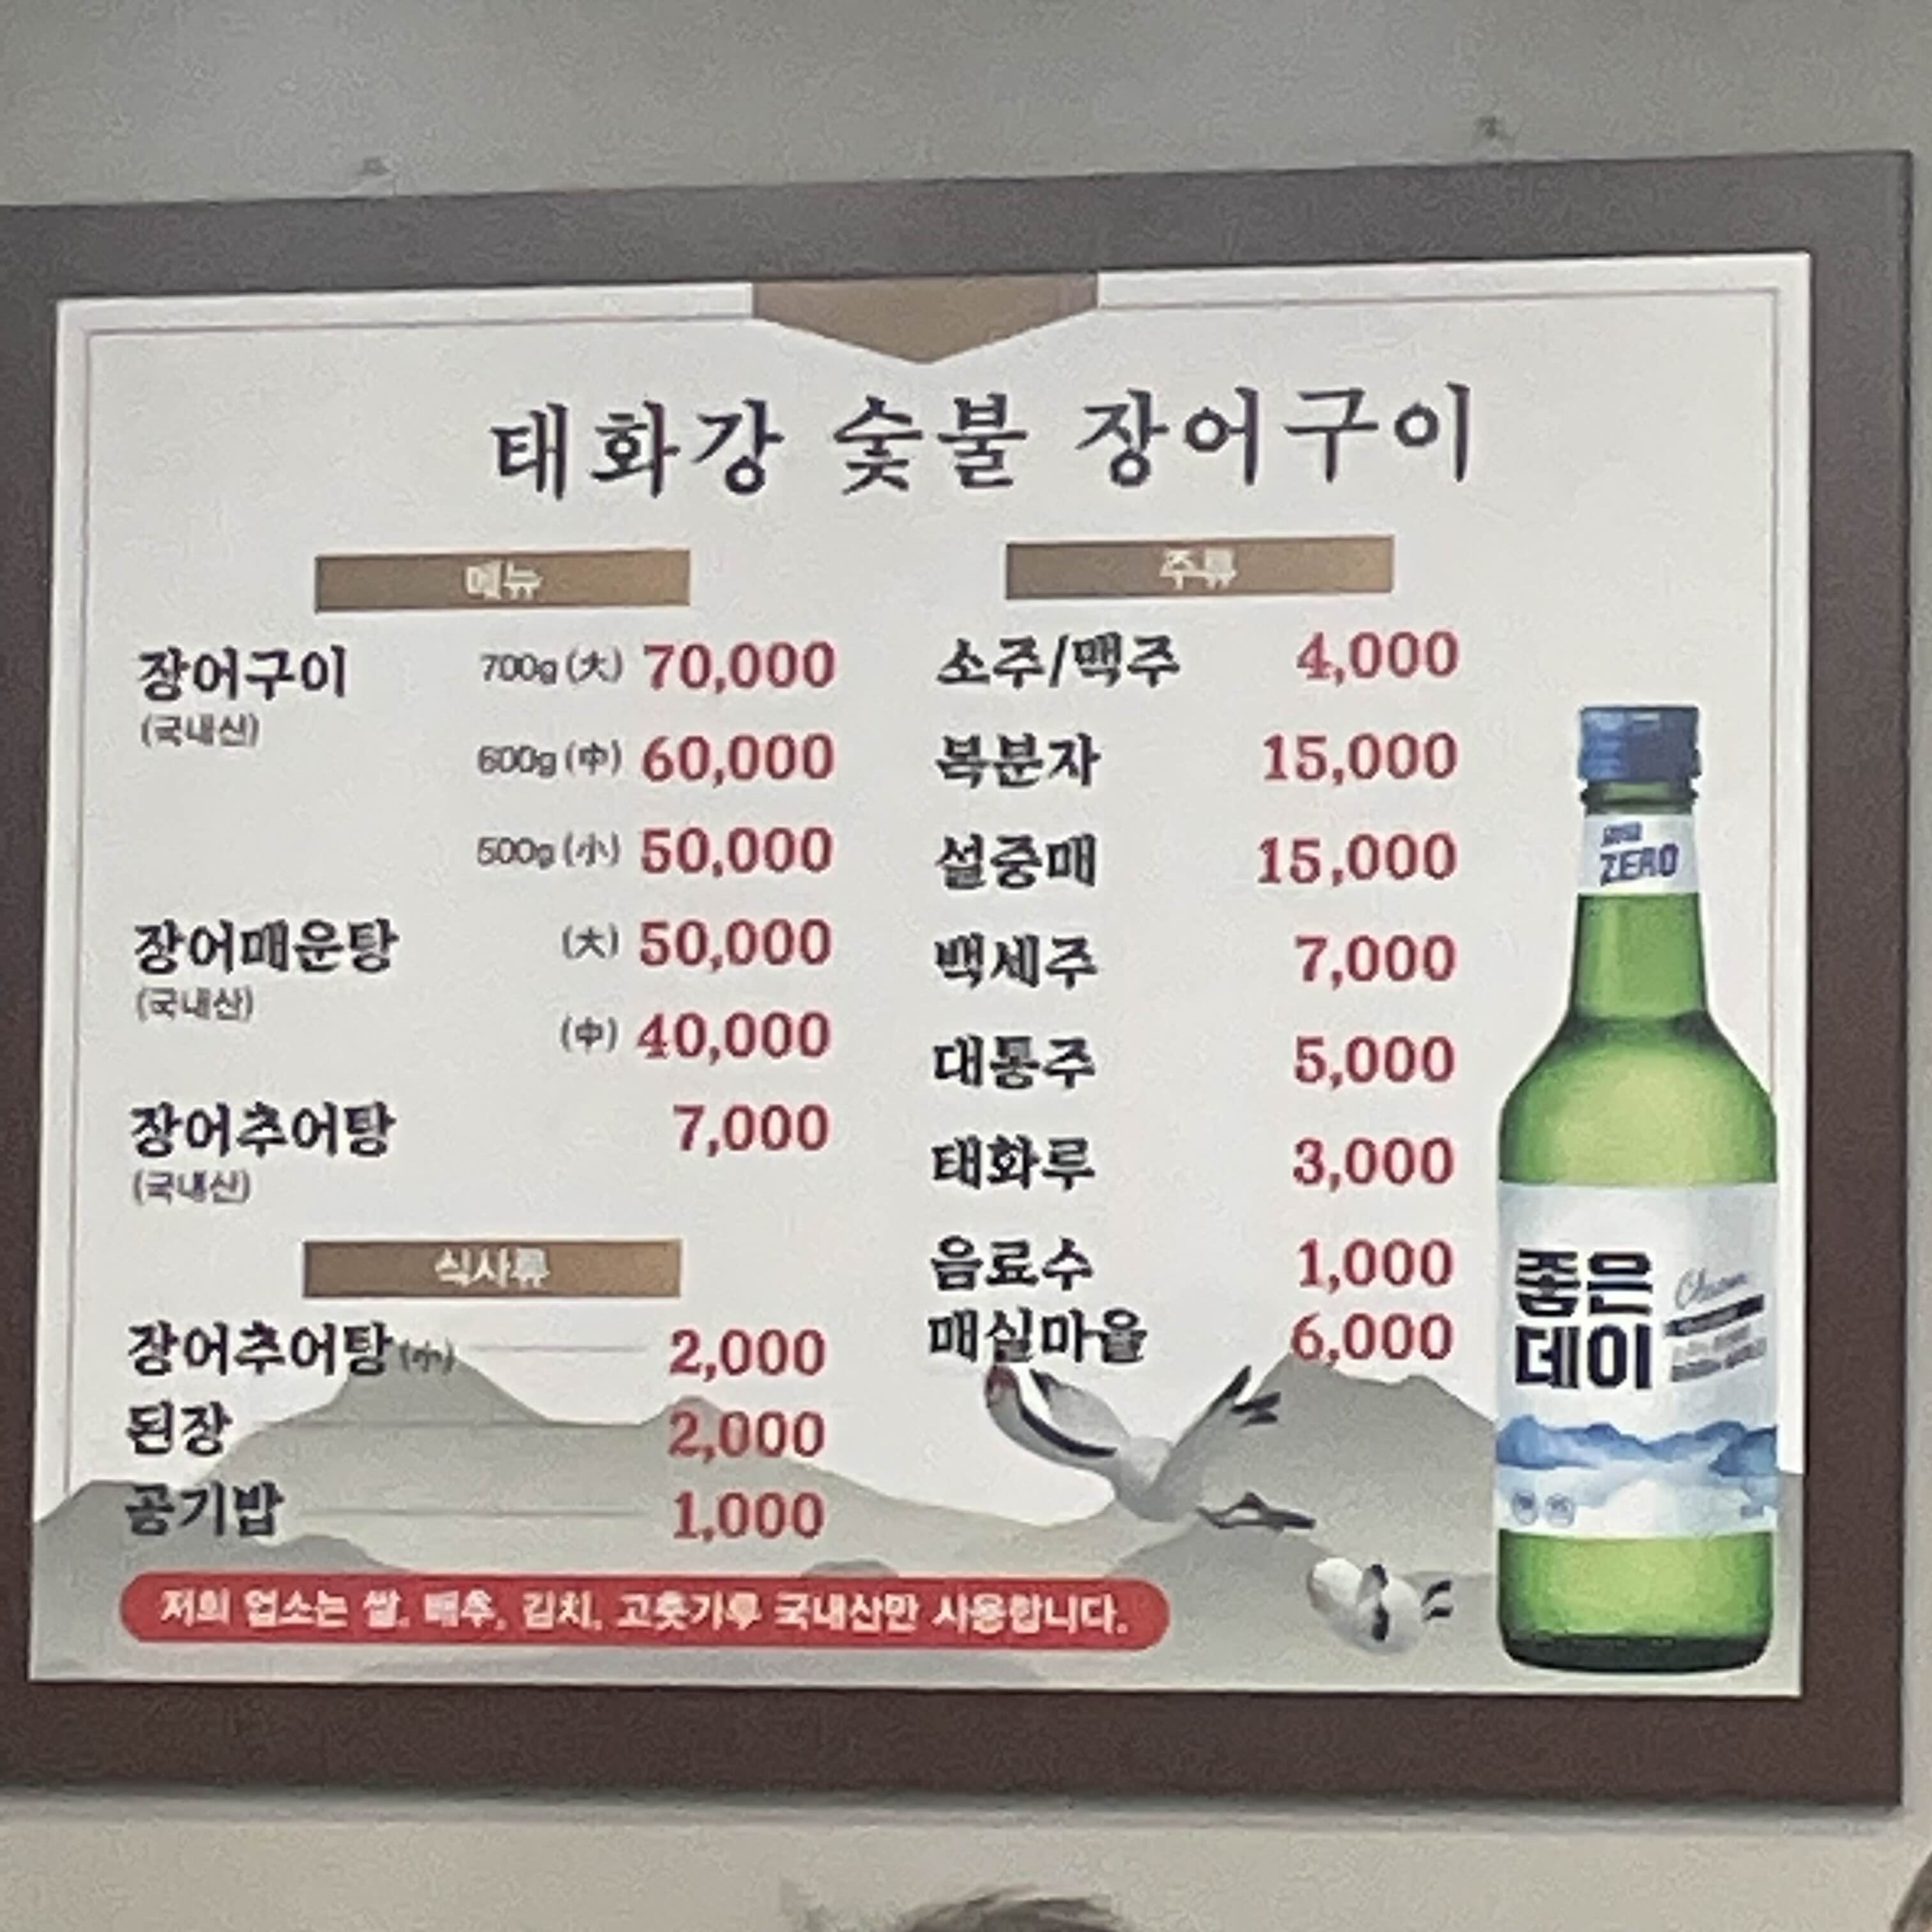 태화강 숯불 장어구이
메뉴
장어구이 700g (大) 70,000
(국내산)
600g (中) 60,000
500g (小) 50,000
장어매운탕 (大) 50,000
(국내산)
(中) 40,000
장어추어탕 7,000
(국내산)
식사류
장어추어탕 (小) 2,000
된장 2,000
공기밥 1,000
주류
소주/맥주 4,000
복분자 15,000
설중매 15,000
백세주 7,000
대통주 5,000
태화루 3,000
음료수 1,000
매실마을 6,000
저희 업소는 쌀, 배추, 김치, 고춧가루 국내산만 사용합니다.
ZERO
좋은
데이